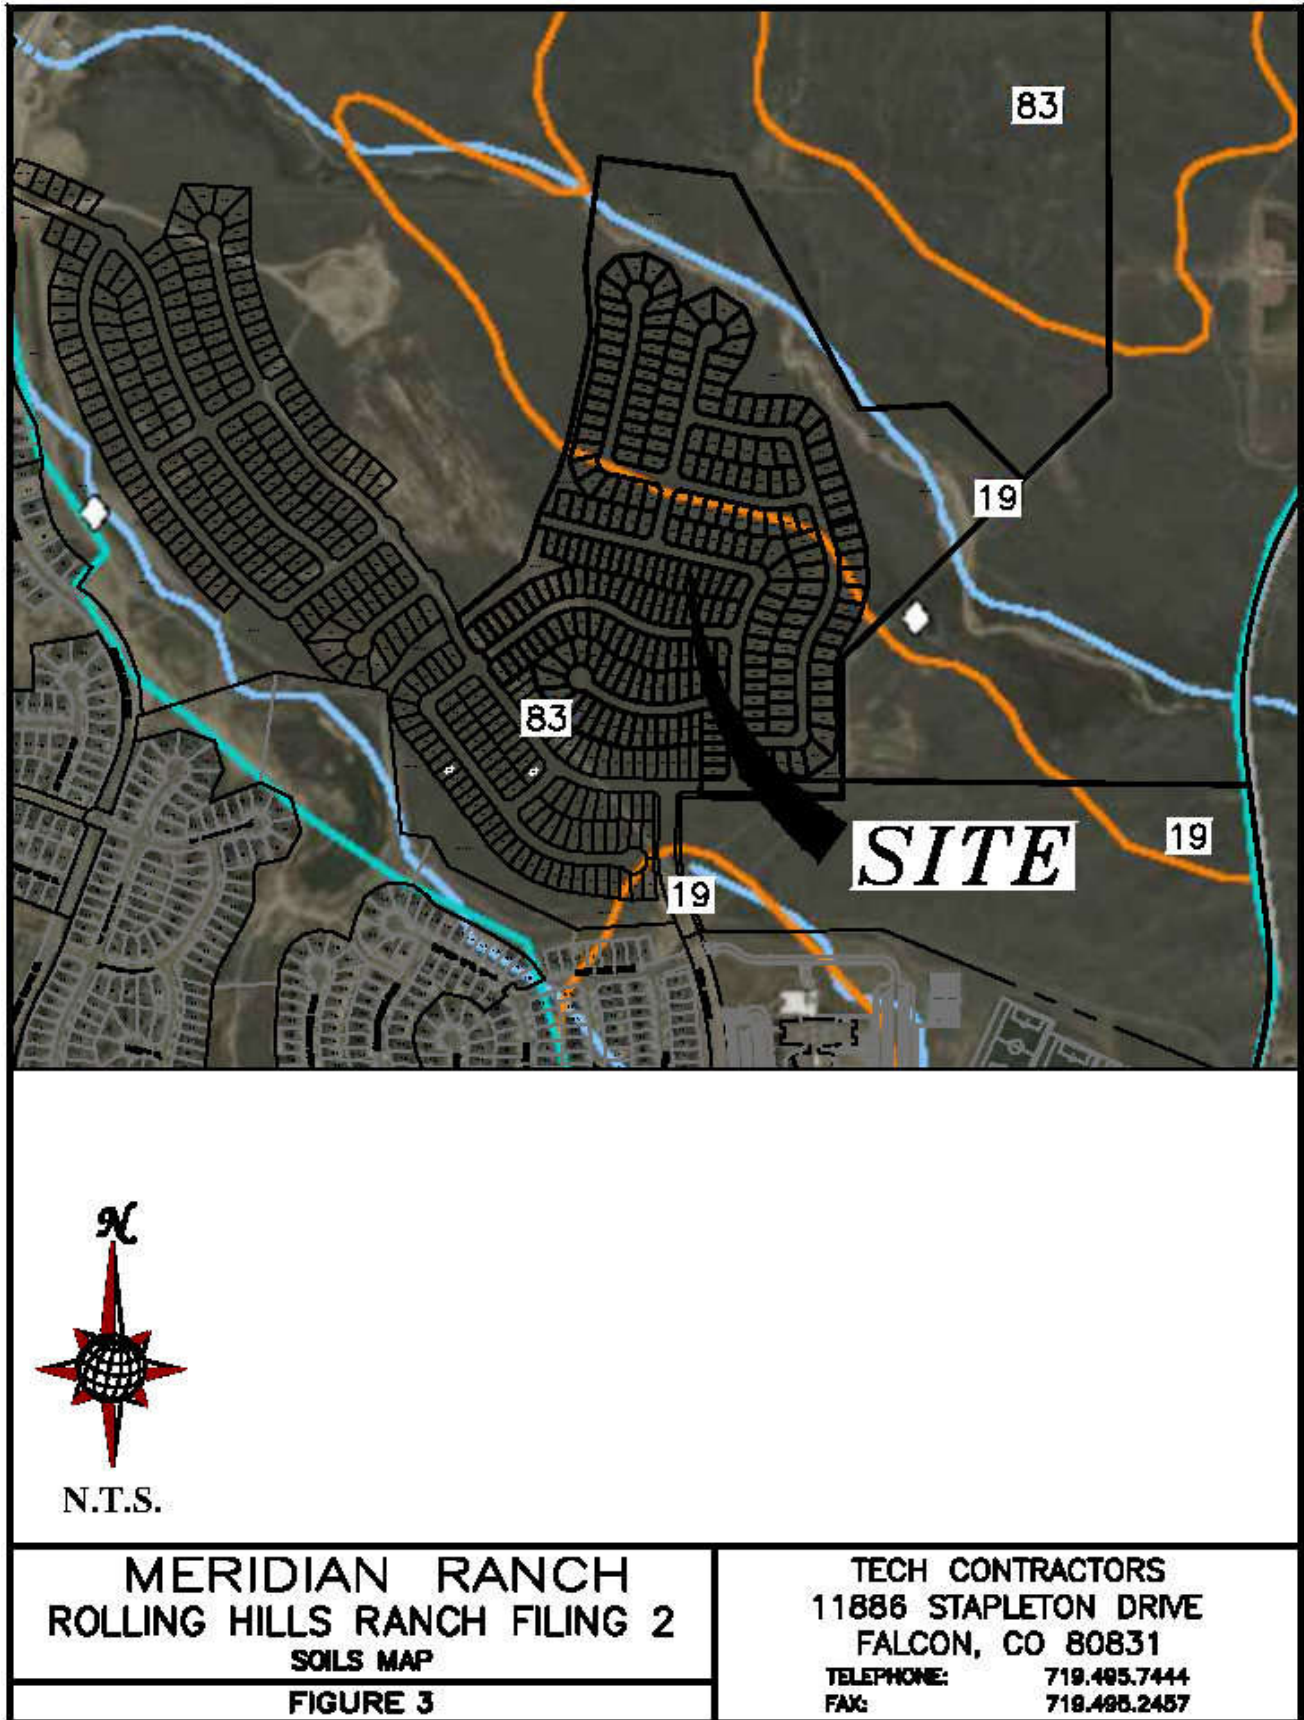 83
19
83
19
SITE
19
N
N.T.S.
MERIDIAN RANCH
ROLLING HILLS RANCH FILING 2
SOILS MAP
FIGURE 3
TECH CONTRACTORS
11886 STAPLETON DRIVE
FALCON, CO 80831
TELEPHONE: 719.495.7444
FAX: 719.495.2457